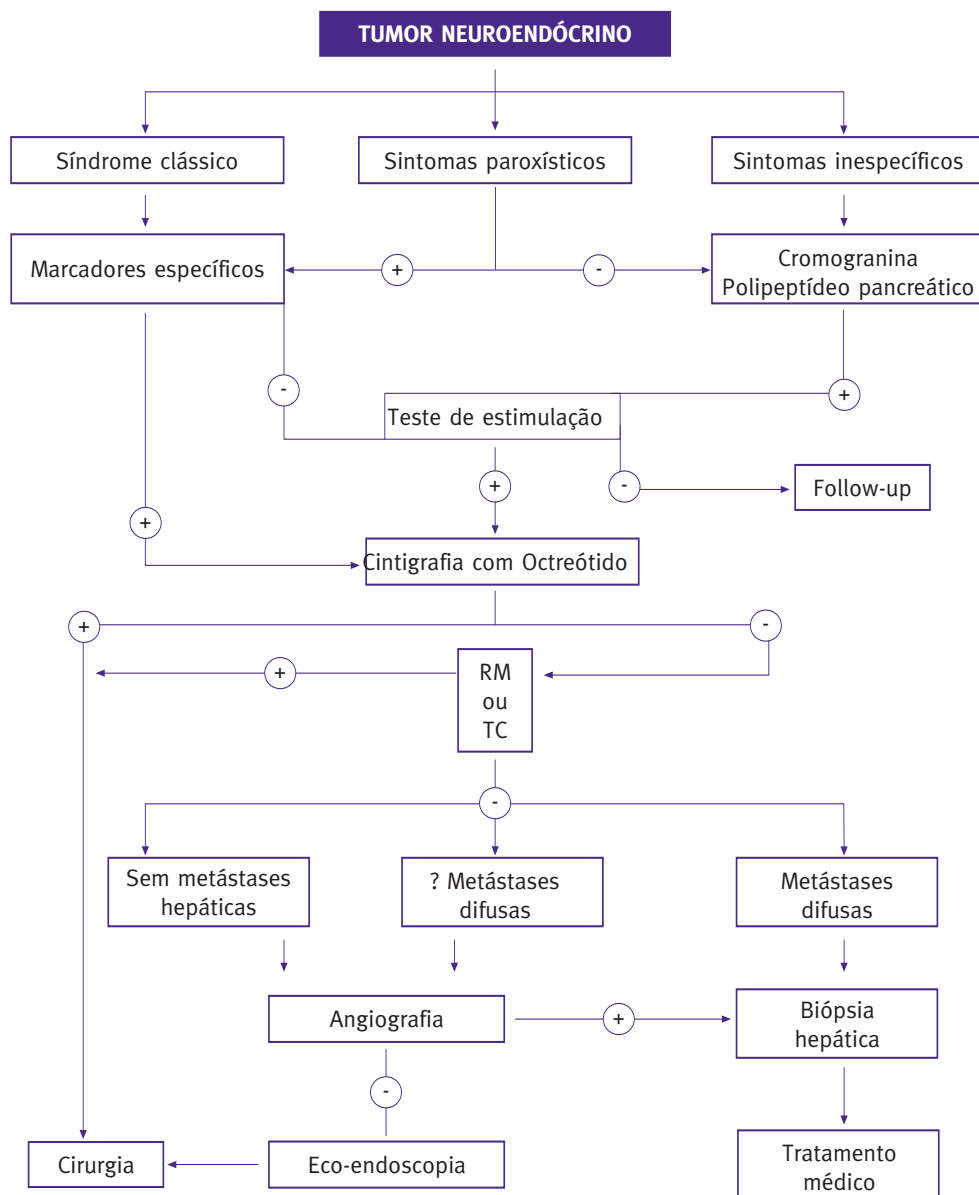 TUMOR NEUROENDÓCRINO
Síndrome clássico
Sintomas paroxísticos
Sintomas inespecíficos
Marcadores específicos
+
-
Cromogranina
Polipeptídeo pancreático
-
+
Teste de estimulação
+
-
Follow-up
+
Cintigrafia com Octreótido
+
-
+
RM
ou
TC
-
Sem metástases
hepáticas
? Metástases
difusas
Metástases
difusas
Angiografia
+
Biópsia
hepática
-
Cirurgia
Eco-endoscopia
Tratamento
médico